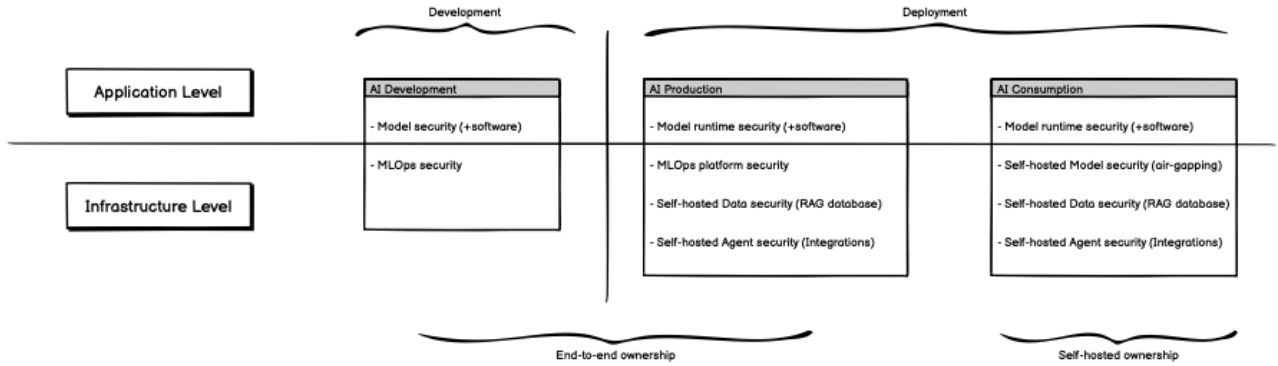 Development
Deployment
Application Level
AI Development
- Model security (+software)
- MLOps security
AI Production
- Model runtime security (+software)
- MLOps platform security
- Self-hosted Data security (RAG database)
- Self-hosted Agent security (Integrations)
AI Consumption
- Model runtime security (+software)
- Self-hosted Model security (air-gapping)
- Self-hosted Data security (RAG database)
- Self-hosted Agent security (Integrations)
Infrastructure Level
End-to-end ownership
Self-hosted ownership